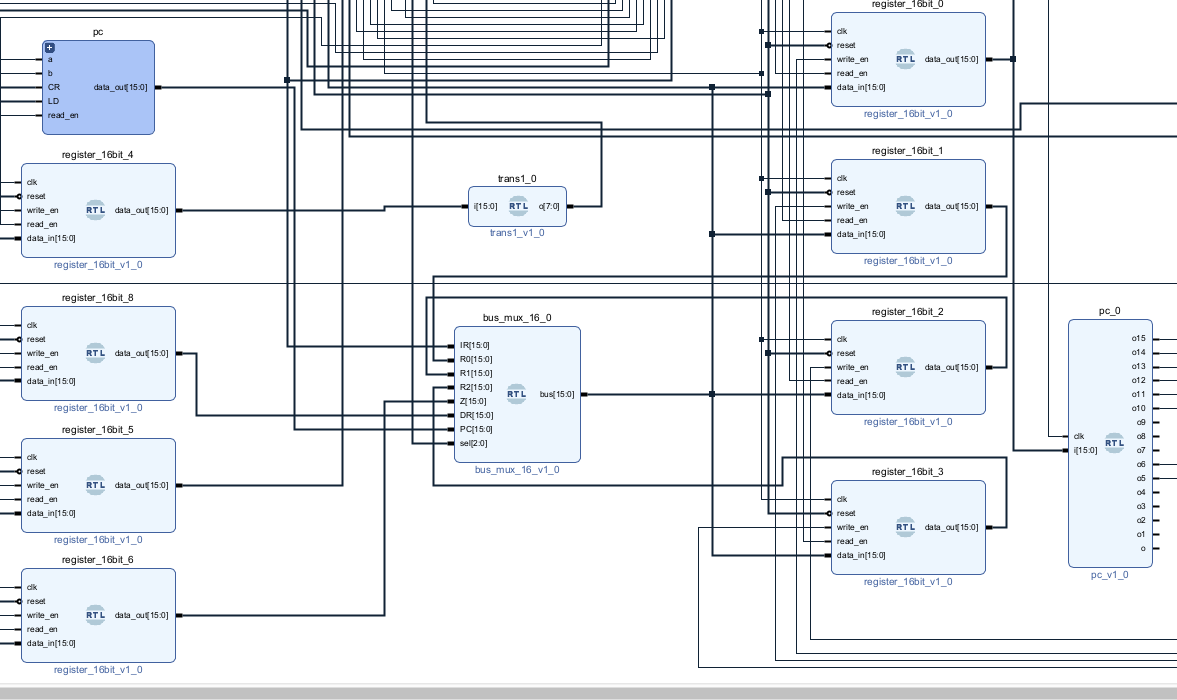 pc
a
b
CR
LD
read_en
data_out[15:0]
register_16bit_4
clk
reset
write_en
read_en
data_in[15:0]
RTL
data_out[15:0]
register_16bit_v1_0
register_16bit_8
clk
reset
write_en
read_en
data_in[15:0]
RTL
data_out[15:0]
register_16bit_v1_0
register_16bit_5
clk
reset
write_en
read_en
data_in[15:0]
RTL
data_out[15:0]
register_16bit_v1_0
register_16bit_6
clk
reset
write_en
read_en
data_in[15:0]
RTL
data_out[15:0]
register_16bit_v1_0
trans1_0
i[15:0]
RTL
o[7:0]
trans1_v1_0
bus_mux_16_0
IR[15:0]
R0[15:0]
R1[15:0]
R2[15:0]
Z[15:0]
DR[15:0]
PC[15:0]
sel[2:0]
RTL
bus[15:0]
bus_mux_16_v1_0
register_16bit_0
clk
reset
write_en
read_en
data_in[15:0]
RTL
data_out[15:0]
register_16bit_v1_0
register_16bit_1
clk
reset
write_en
read_en
data_in[15:0]
RTL
data_out[15:0]
register_16bit_v1_0
register_16bit_2
clk
reset
write_en
read_en
data_in[15:0]
RTL
data_out[15:0]
register_16bit_v1_0
register_16bit_3
clk
reset
write_en
read_en
data_in[15:0]
RTL
data_out[15:0]
register_16bit_v1_0
pc_0
clk
i[15:0]
RTL
o15
o14
o13
o12
o11
o10
o9
o8
o7
o6
o5
o4
o3
o2
o1
o
pc_v1_0